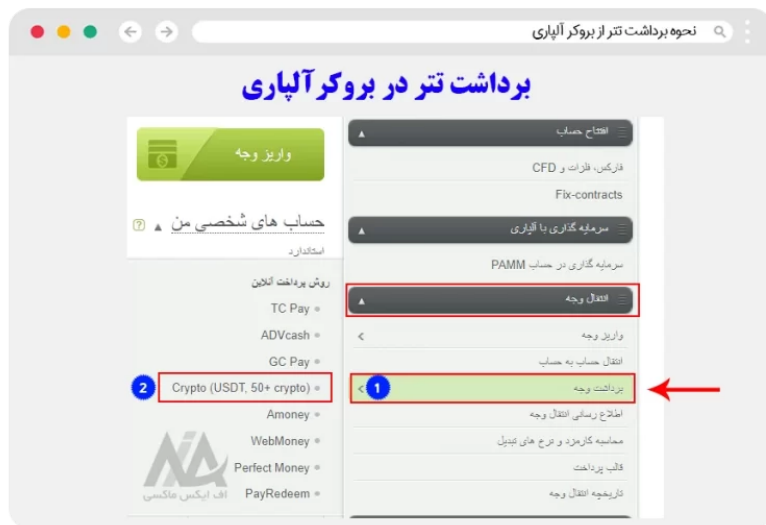 نحوه برداشت تتر از بروکر آلپاری
برداشت تتر در بروکر آلپاری
افتتاح حساب
فارکس، فلزات و CFD
Fix-contracts
سرمایه گذاری با آلپاری
سرمایه گذاری در حساب PAMM
انتقال وجه
واریز وجه
انتقال حساب به حساب
برداشت وجه
1
اطلاع رسانی انتقال وجه
محاسبه کارمزد و نرخ های تبدیل
قالب پرداخت
تاریخچه انتقال وجه
واریز وجه
حساب های شخصی من
استاندارد
روش پرداخت آنلاین
TC Pay
ADVcash
GC Pay
2 Crypto (USDT, 50+ crypto)
Amoney
WebMoney
Perfect Money
PayRedeem
اف ایکس ماکسی